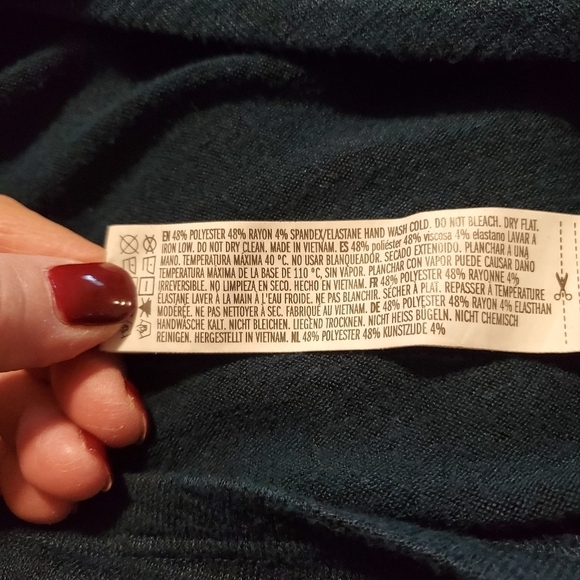 EN 48% POLYESTER 48% RAYON 4% SPANDEX/ELASTANE HAND WASH COLD. DO NOT BLEACH. DRY FLAT.
IRON LOW. DO NOT DRY CLEAN. MADE IN VIETNAM. ES 48% poliéster 48% viscosa 4% elastano LAVAR A
MANO. TEMPERATURA MÁXIMA 40 °C. NO USAR BLANQUEADOR. SECADO EXTENDIDO. PLANCHAR A UNA
TEMPERATURA MÁXIMA DE LA BASE DE 110 °C, SIN VAPOR. PLANCHAR CON VAPOR PUEDE CAUSAR DAÑO
IRREVERSIBLE. NO LIMPIEZA EN SECO. HECHO EN VIETNAM. FR 48% POLYESTER 48% RAYONNE 4%
ÉLASTANE LAVER À LA MAIN À L'EAU FROIDE. NE PAS BLANCHIR. SÉCHER À PLAT. REPASSER À TEMPÉRATURE
MODÉRÉE. NE PAS NETTOYER À SEC. FABRIQUÉ AU VIETNAM. DE 48% POLYESTER 48% RAYON 4% ELASTHAN
HANDWÄSCHE KALT. NICHT BLEICHEN. LIEGEND TROCKNEN. NICHT HEISS BÜGELN. NICHT CHEMISCH
REINIGEN. HERGESTELLT IN VIETNAM. NL 48% POLYESTER 48% KUNSTZIJDE 4%